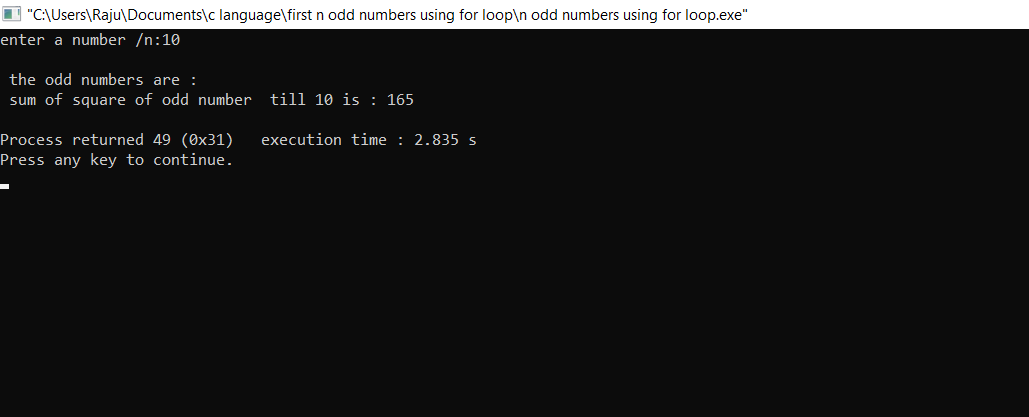 "C:\Users\Raju\Documents\c language\first n odd numbers using for loop\n odd numbers using for loop.exe"
enter a number /n:10
the odd numbers are :
sum of square of odd number  till 10 is : 165
Process returned 49 (0x31)   execution time : 2.835 s
Press any key to continue.